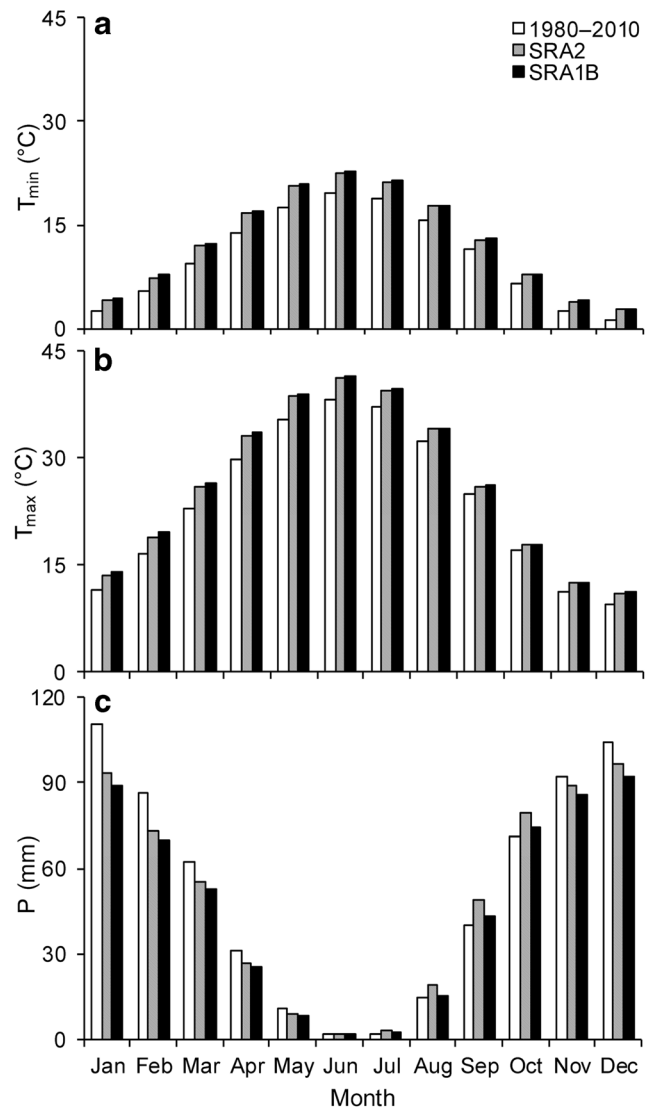 a
1980–2010
SRA2
SRA1B
45
30
15
0
Tmin (°C)
b
45
30
15
0
Tmax (°C)
c
120
90
60
30
0
P (mm)
Jan Feb Mar Apr May Jun Jul Aug Sep Oct Nov Dec
Month